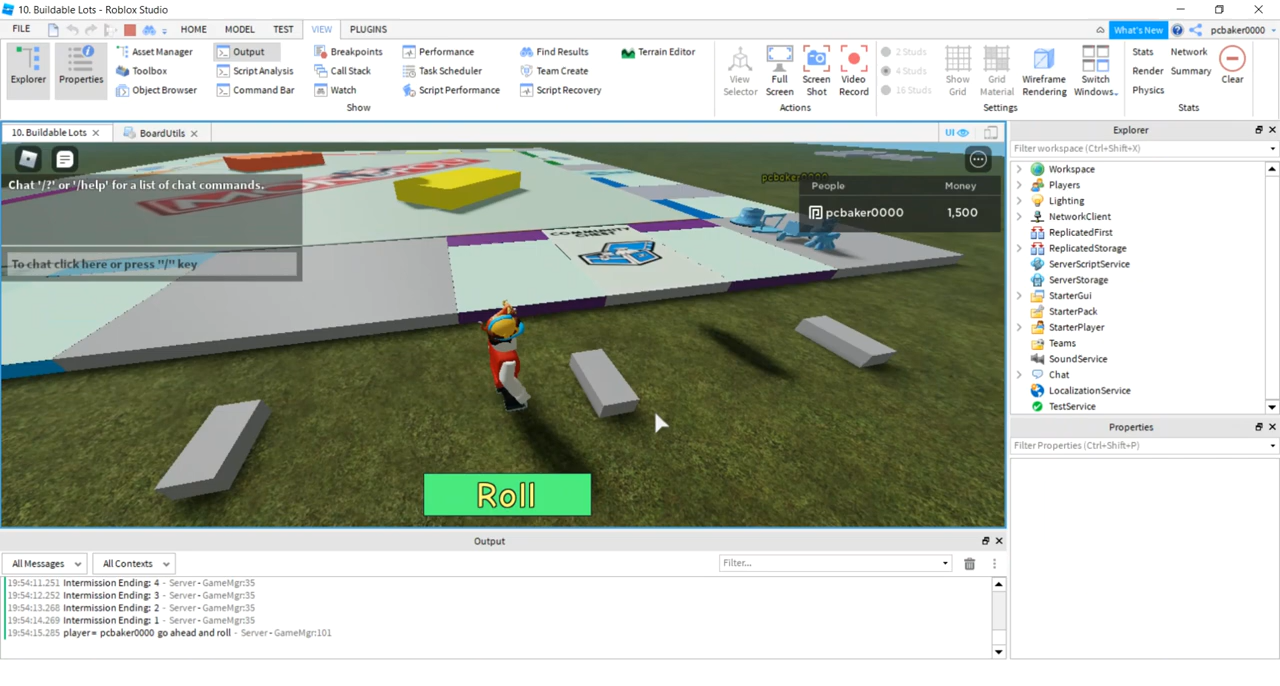 10. Buildable Lots - Roblox Studio
FILE HOME MODEL TEST VIEW PLUGINS What's New pcbaker0000
Explorer Properties
Asset Manager Output
Toolbox Script Analysis
Object Browser Command Bar
Breakpoints Performance Find Results Terrain Editor
Call Stack Task Scheduler Team Create
Watch Script Performance Script Recovery
Show
View Selector
Full Screen
Screen Shot
Video Record
Actions
2 Studs
4 Studs
16 Studs
Show Grid
Grid Material
Wireframe Rendering
Switch Windows..
Settings
Stats Network
Render Summary
Physics
Clear
Stats
10. Buildable Lots BoardUtils UI
Chat '/?' or '/help' for a list of chat commands.
To chat click here or press "/" key
MONOPOLY
COMMUNITY CHEST
pcbaker0000
People Money
pcbaker0000 1,500
Roll
Explorer
Filter workspace (Ctrl+Shift+X)
Workspace
Players
Lighting
NetworkClient
ReplicatedFirst
ReplicatedStorage
ServerScriptService
ServerStorage
StarterGui
StarterPack
StarterPlayer
Teams
SoundService
Chat
LocalizationService
TestService
Properties
Filter Properties (Ctrl+Shift+P)
Output
All Messages All Contexts Filter...
19:54:11.251 Intermission Ending: 4 - Server - GameMgr:35
19:54:12.252 Intermission Ending: 3 - Server - GameMgr:35
19:54:13.268 Intermission Ending: 2 - Server - GameMgr:35
19:54:14.269 Intermission Ending: 1 - Server - GameMgr:35
19:54:15.285 player= pcbaker0000 go ahead and roll - Server - GameMgr:101